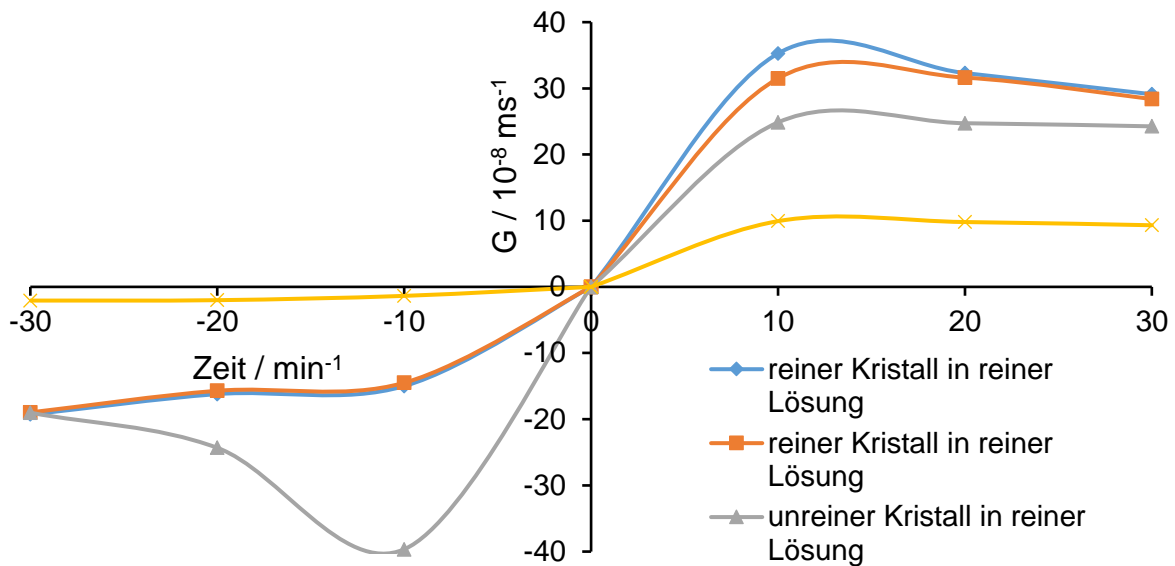 40
30
20
10
0
-10
-20
-30
-40
G / 10⁻⁸ ms⁻¹
-30 -20 -10 0 10 20 30
Zeit / min⁻¹
reiner Kristall in reiner
Lösung
reiner Kristall in reiner
Lösung
unreiner Kristall in reiner
Lösung